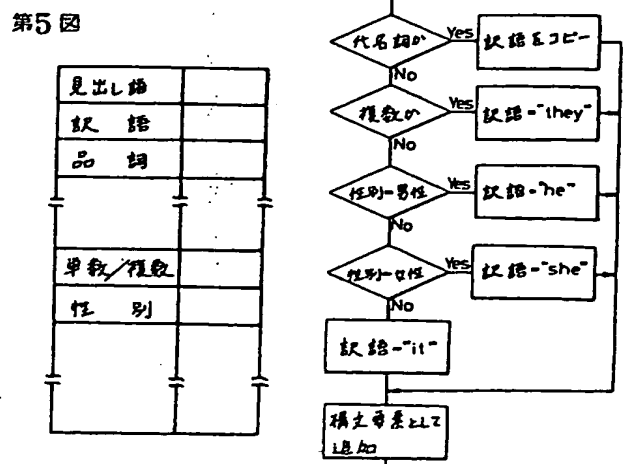 第5図
見出し語
訳 語
品 詞
単数/複数
性 別
代名詞か
Yes
訳語をコピー
No
複数か
Yes
訳語="they"
No
性別=男性
Yes
訳語="he"
No
性別=女性
Yes
訳語="she"
No
訳語="it"
構文要素として
追加